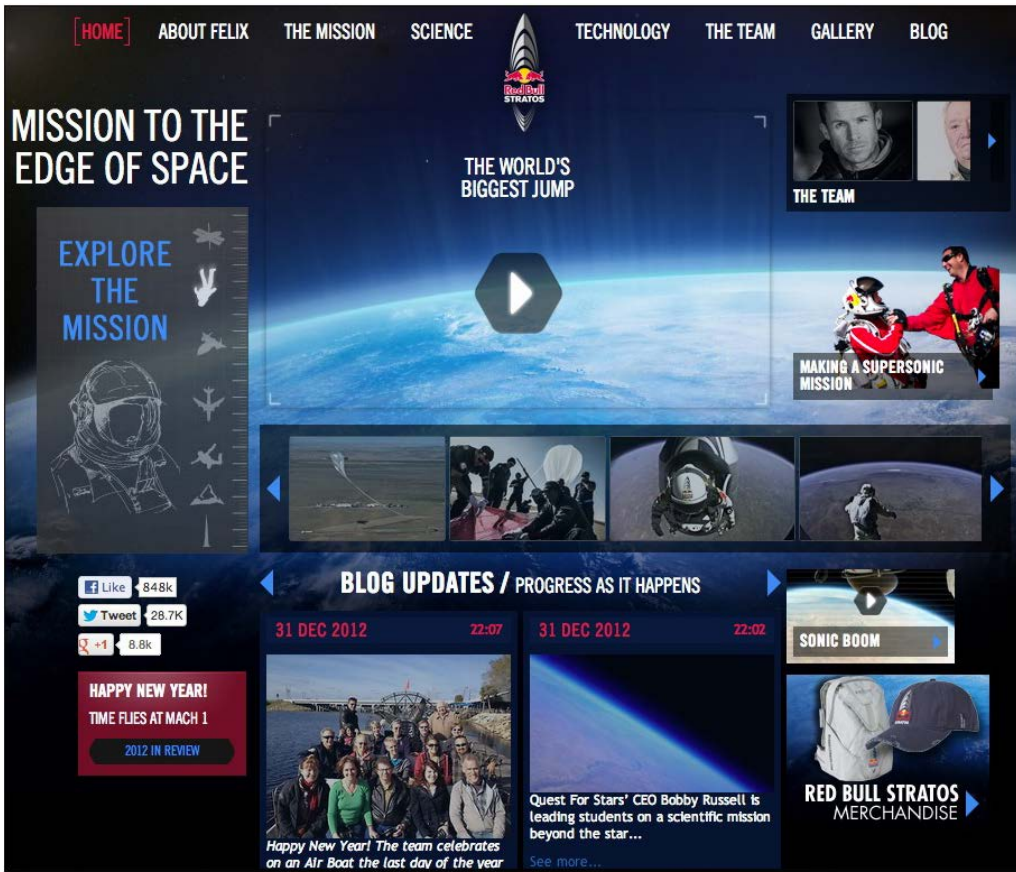 [HOME]
ABOUT FELIX
THE MISSION
SCIENCE
Red Bull
STRATOS
TECHNOLOGY
THE TEAM
GALLERY
BLOG
MISSION TO THE
EDGE OF SPACE
EXPLORE
THE
MISSION
THE WORLD'S
BIGGEST JUMP
THE TEAM
MAKING A SUPERSONIC
MISSION
Like 848k
Tweet 28.7K
g +1 8.8k
HAPPY NEW YEAR!
TIME FLIES AT MACH 1
2012 IN REVIEW
BLOG UPDATES / PROGRESS AS IT HAPPENS
31 DEC 2012 22:07
Happy New Year! The team celebrates
on an Air Boat the last day of the year
31 DEC 2012 22:02
Quest For Stars' CEO Bobby Russell is
leading students on a scientific mission
beyond the star...
See more...
SONIC BOOM
RED BULL STRATOS
MERCHANDISE